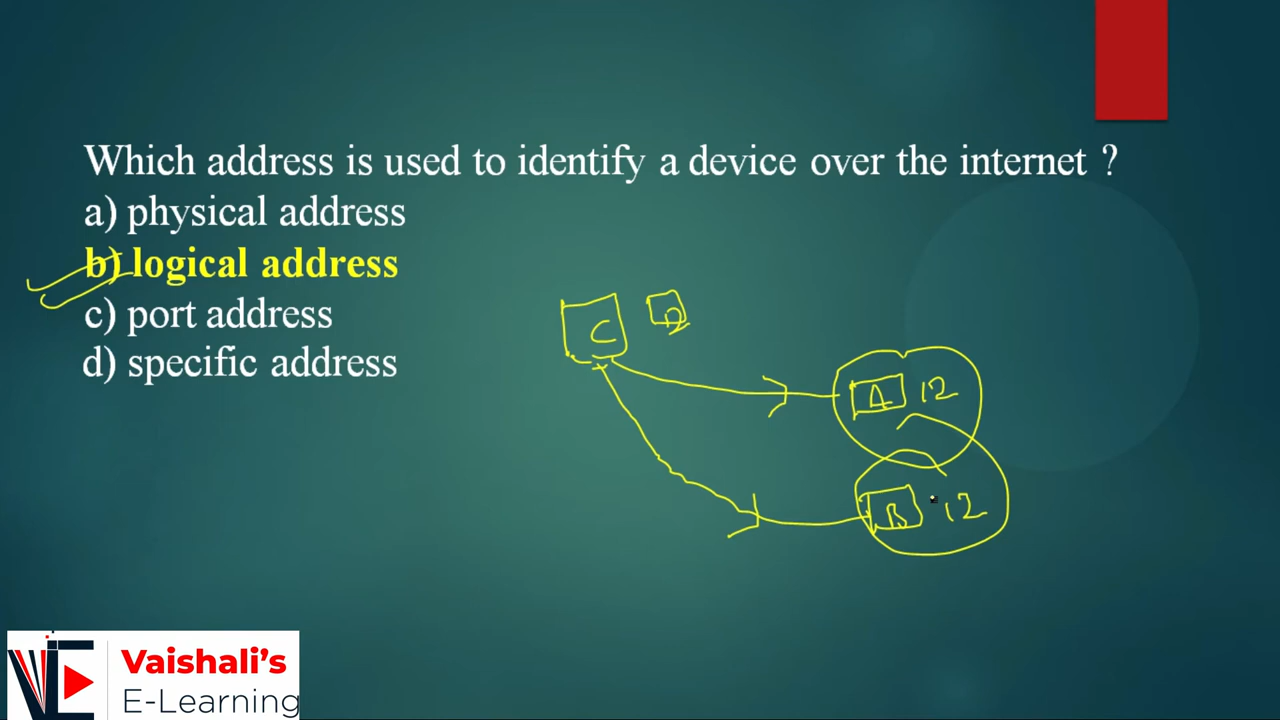 Which address is used to identify a device over the internet ?
a) physical address
b) logical address
c) port address
d) specific address
C
A 12
B 12
Vaishali's
E-Learning